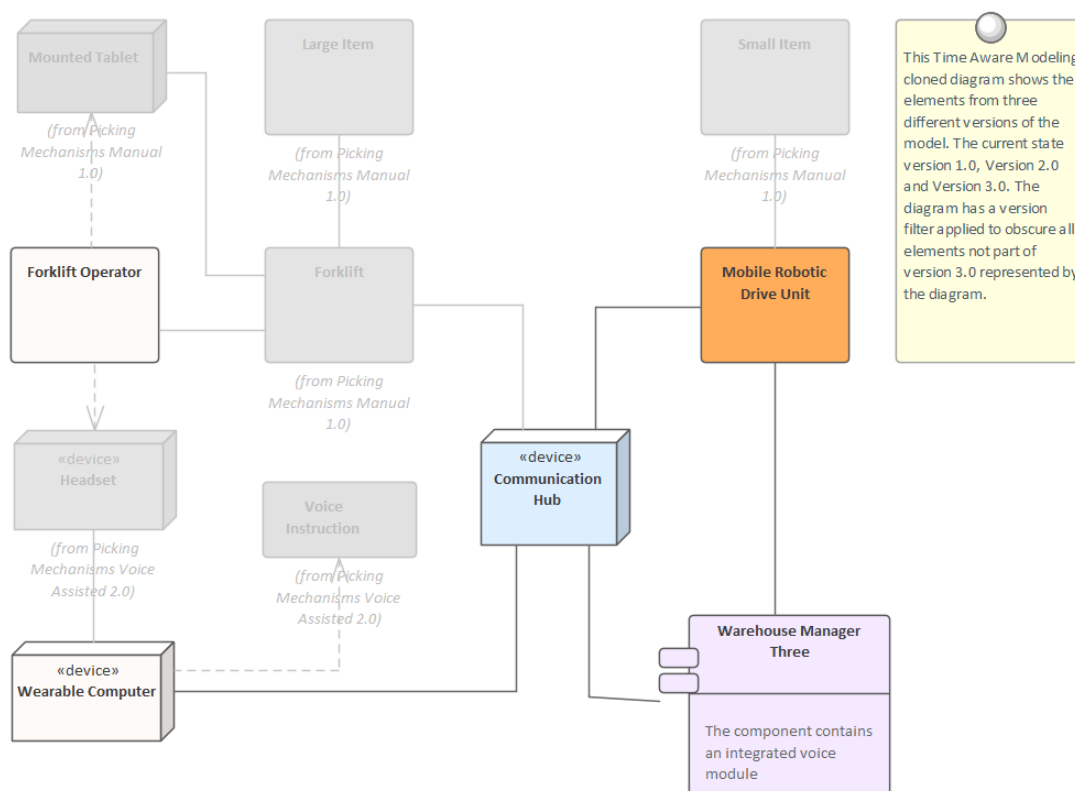 Mounted Tablet
(from Picking
Mechanisms Manual
1.0)
Large Item
(from Picking
Mechanisms Manual
1.0)
Small Item
(from Picking
Mechanisms Manual
1.0)
This Time Aware Modeling
cloned diagram shows the
elements from three
different versions of the
model. The current state
version 1.0, Version 2.0
and Version 3.0. The
diagram has a version
filter applied to obscure all
elements not part of
version 3.0 represented by
the diagram.
Forklift Operator
Forklift
(from Picking
Mechanisms Manual
1.0)
Mobile Robotic
Drive Unit
«device»
Headset
(from Picking
Mechanisms Voice
Assisted 2.0)
Voice
Instruction
(from Picking
Mechanisms Voice
Assisted 2.0)
«device»
Communication
Hub
«device»
Wearable Computer
Warehouse Manager
Three
The component contains
an integrated voice
module